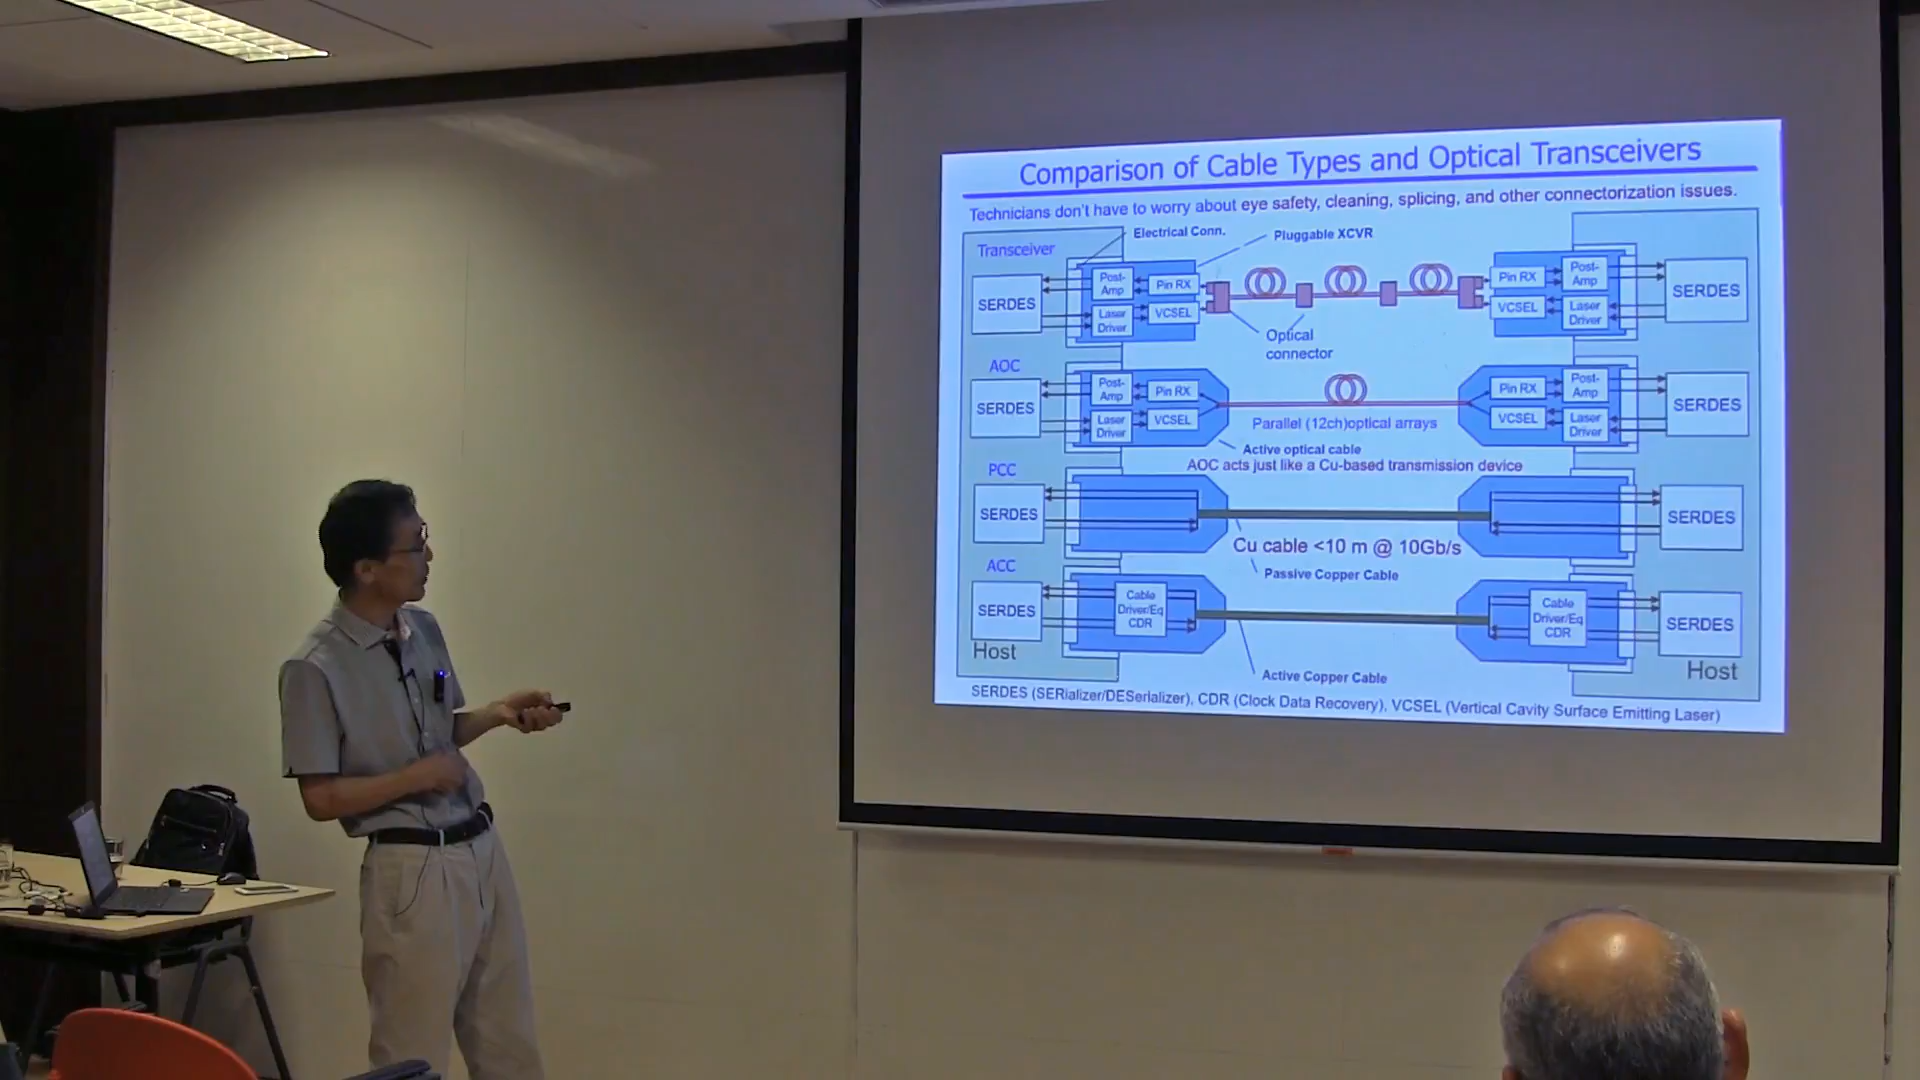 Comparison of Cable Types and Optical Transceivers
Technicians don't have to worry about eye safety, cleaning, splicing, and other connectorization issues.
Transceiver
Electrical Conn.
Pluggable XCVR
SERDES
Post-
Amp
Pin RX
Laser
Driver
VCSEL
Optical
connector
Pin RX
Post-
Amp
VCSEL
Laser
Driver
SERDES
AOC
SERDES
Post-
Amp
Pin RX
Laser
Driver
VCSEL
Parallel (12ch)optical arrays
Active optical cable
AOC acts just like a Cu-based transmission device
Pin RX
Post-
Amp
VCSEL
Laser
Driver
SERDES
PCC
SERDES
Cu cable <10 m @ 10Gb/s
Passive Copper Cable
SERDES
ACC
SERDES
Cable
Driver/Eq
CDR
Active Copper Cable
Cable
Driver/Eq
CDR
SERDES
Host
Host
SERDES (SERializer/DESerializer), CDR (Clock Data Recovery), VCSEL (Vertical Cavity Surface Emitting Laser)